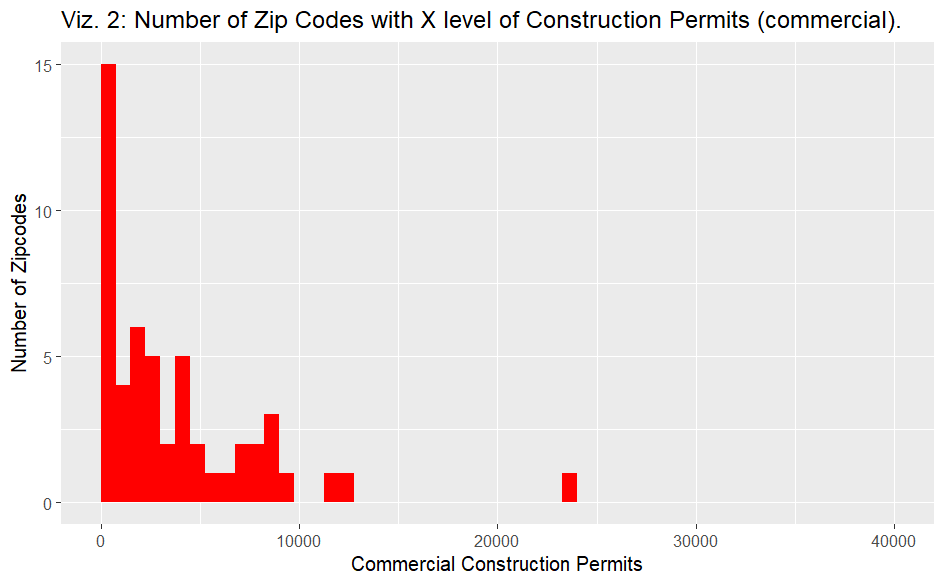 Viz. 2: Number of Zip Codes with X level of Construction Permits (commercial).
15
10
5
0
Number of Zipcodes
0 10000 20000 30000 40000
Commercial Construction Permits